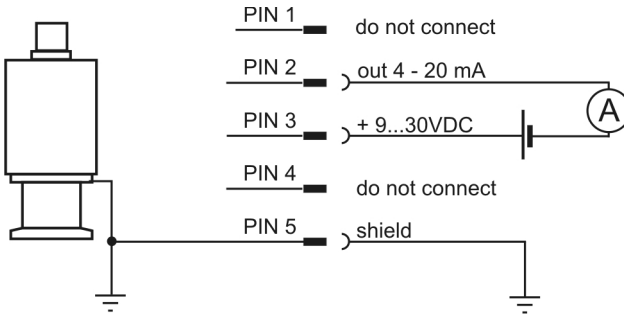 PIN 1
do not connect
PIN 2
out 4 - 20 mA
A
PIN 3
+ 9...30VDC
PIN 4
do not connect
PIN 5
shield